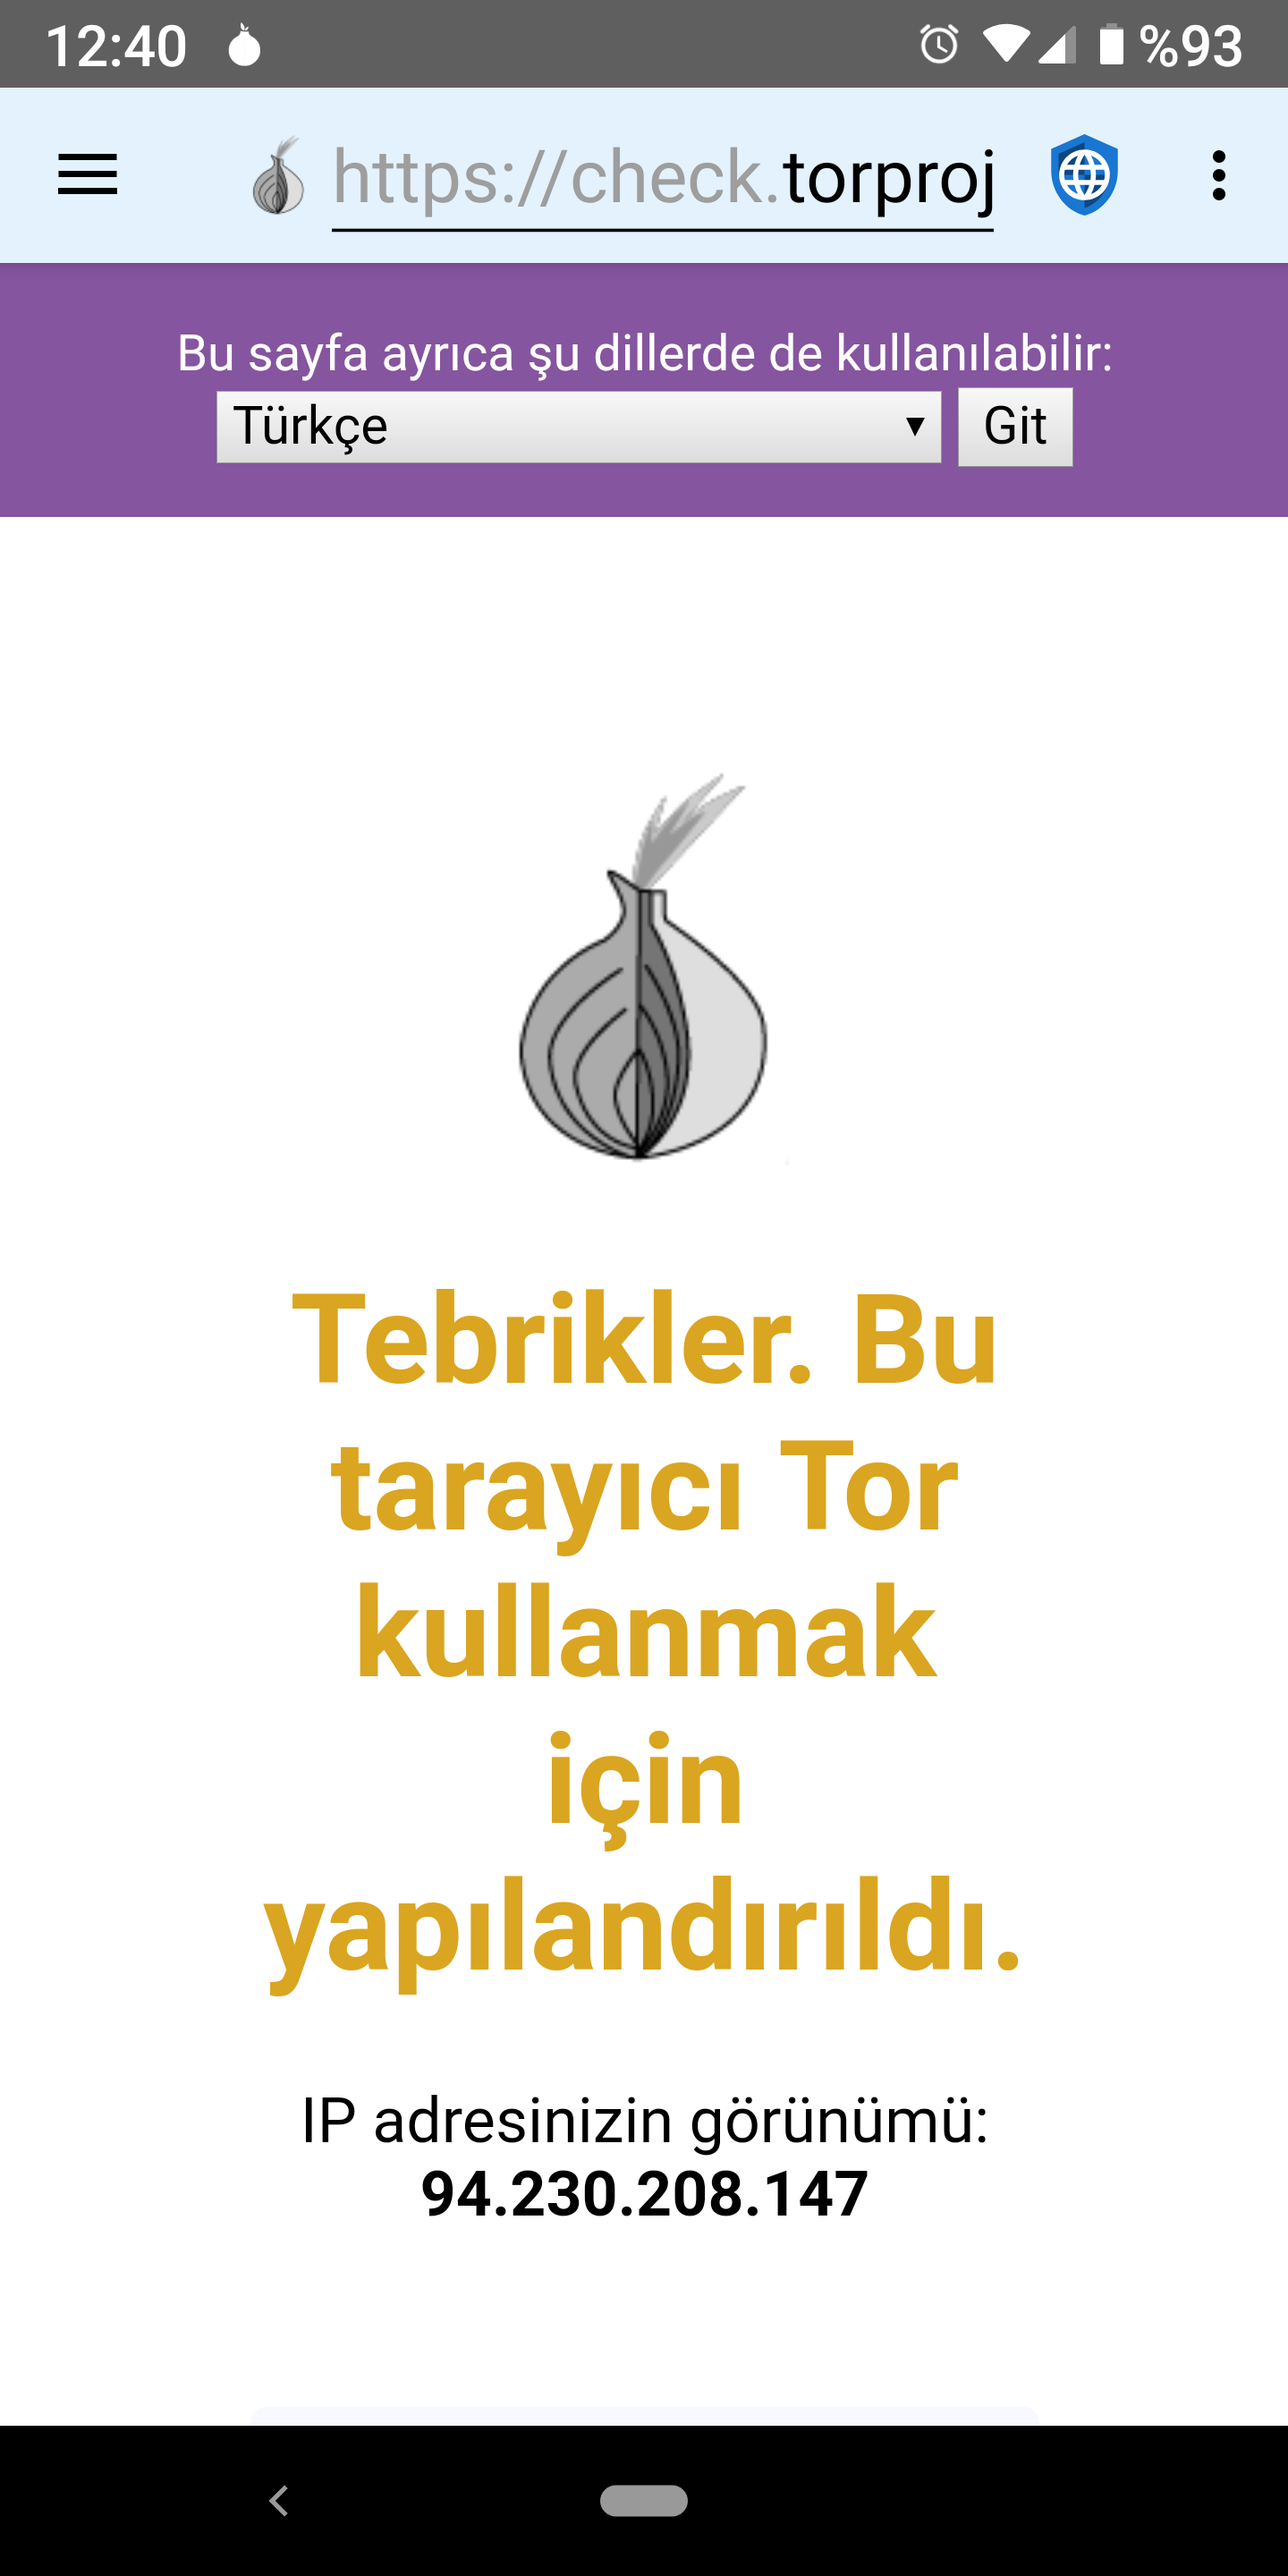 12:40 %93
https://check.torproj
Bu sayfa ayrıca şu dillerde de kullanılabilir:
Türkçe Git
Tebrikler. Bu
tarayıcı Tor
kullanmak
için
yapılandırıldı.
IP adresinizin görünümü:
94.230.208.147